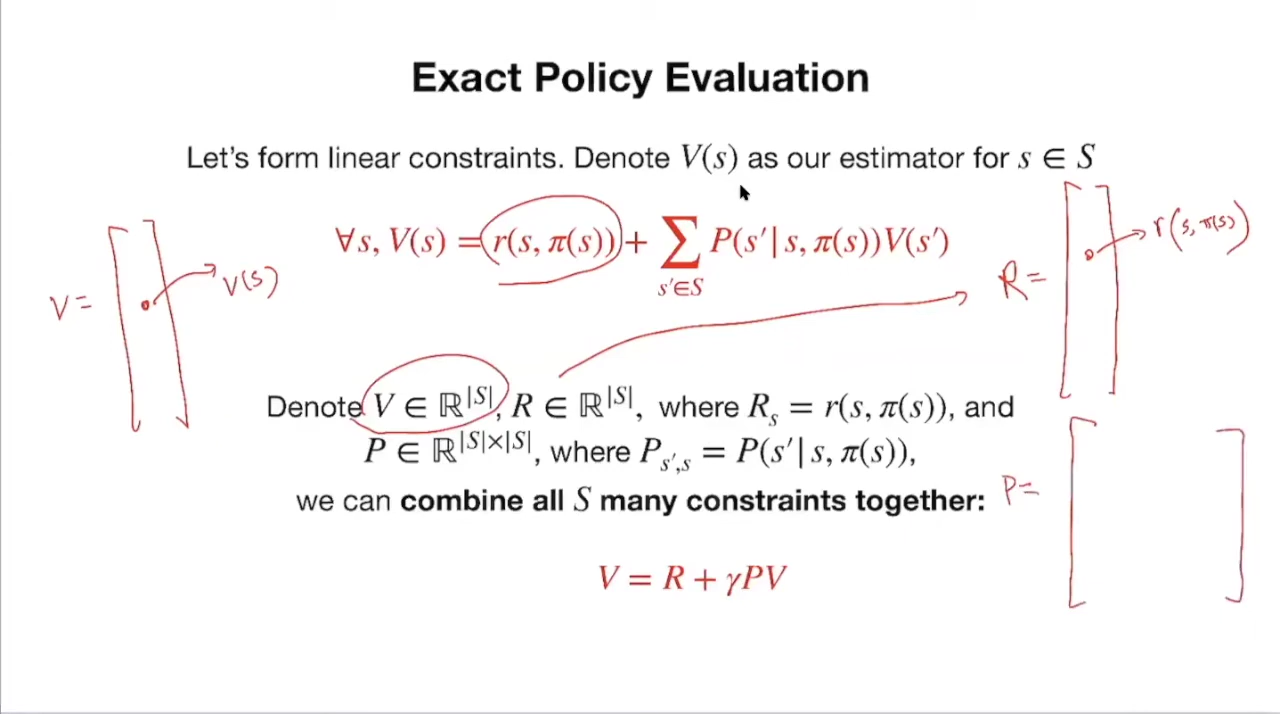 Exact Policy Evaluation
Let's form linear constraints. Denote V(s) as our estimator for s ∈ S
∀s, V(s) = r(s, π(s)) + ∑_{s′∈S} P(s′|s, π(s))V(s′)
V = [ ] → V(s)
R = [ ] → r(s, π(s))
Denote V ∈ ℝ^{|S|}, R ∈ ℝ^{|S|}, where R_s = r(s, π(s)), and
P ∈ ℝ^{|S|×|S|}, where P_{s′,s} = P(s′|s, π(s)),
we can combine all S many constraints together:
P = [ ]
V = R + γPV